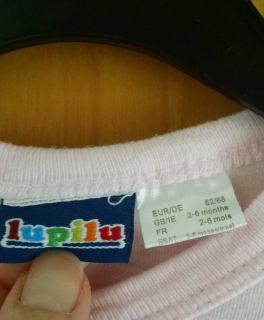 lupilu
EUR/DE 62/68
GB/IE 2-6 months
FR 2-6 mois